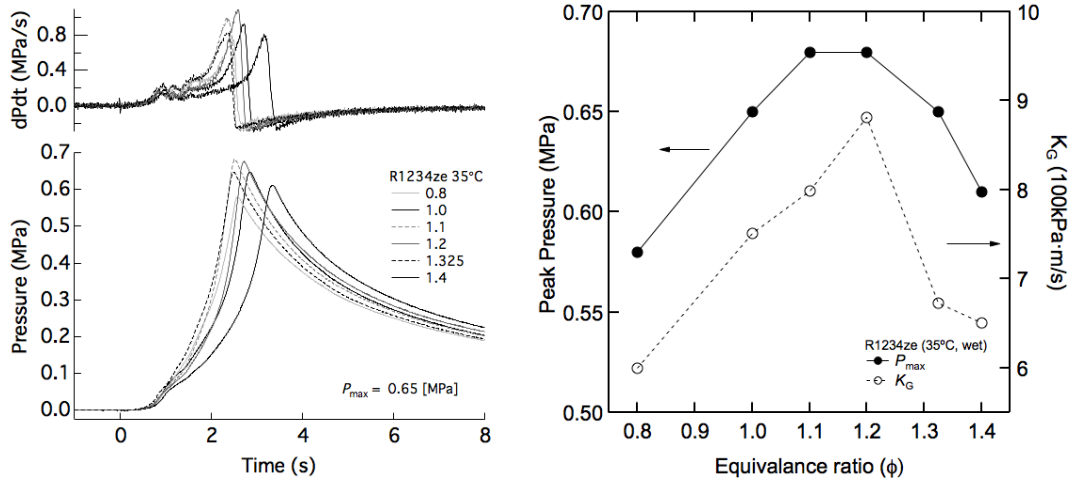 0.8
0.4
0.0
dPdt (MPa/s)
0.7
0.6
0.5
0.4
0.3
0.2
0.1
0.0
Pressure (MPa)
R1234ze 35°C
0.8
1.0
1.1
1.2
1.325
1.4
Pmax = 0.65 [MPa]
0 2 4 6 8
Time (s)
0.70
0.65
0.60
0.55
0.50
Peak Pressure (MPa)
10
9
8
7
6
KG (100kPa·m/s)
R1234ze (35ºC, wet)
Pmax
KG
0.8 0.9 1.0 1.1 1.2 1.3 1.4
Equivalance ratio (ϕ)